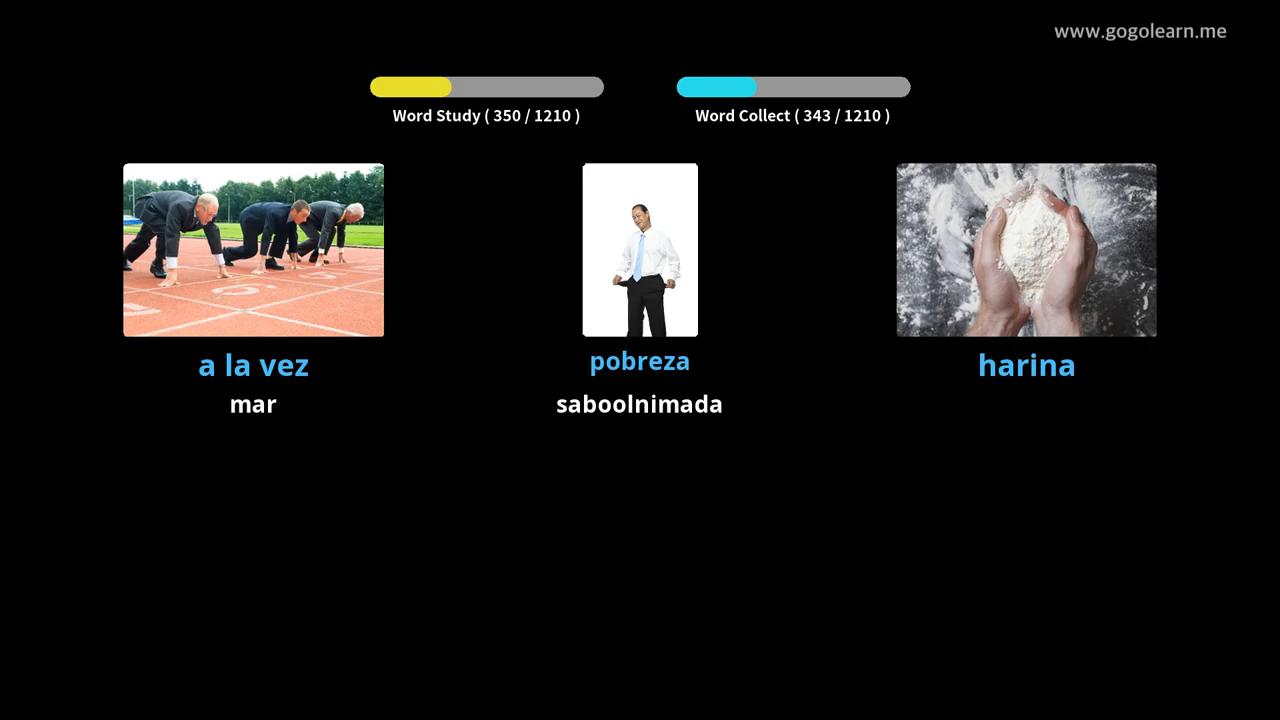 www.gogolearn.me
Word Study ( 350 / 1210 )
Word Collect ( 343 / 1210 )
a la vez
pobreza
harina
mar
saboolnimada